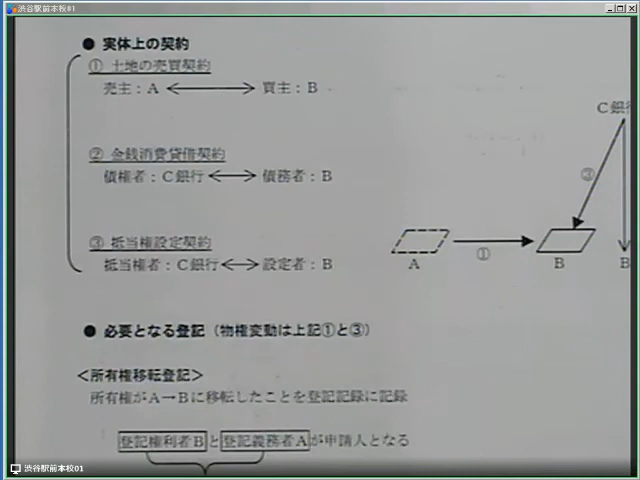 渋谷駅前本校01
● 実体上の契約
① 土地の売買契約
売主：A ⟷ 買主：B
C銀行
② 金銭消費貸借契約
債権者：C銀行 ⟷ 債務者：B
③
③ 抵当権設定契約
抵当権者：C銀行 ⟷ 設定者：B
①
A B B
● 必要となる登記（物権変動は上記①と③）
＜所有権移転登記＞
所有権がA→Bに移転したことを登記記録に記録
登記権利者Bと登記義務者Aが申請人となる
渋谷駅前本校01